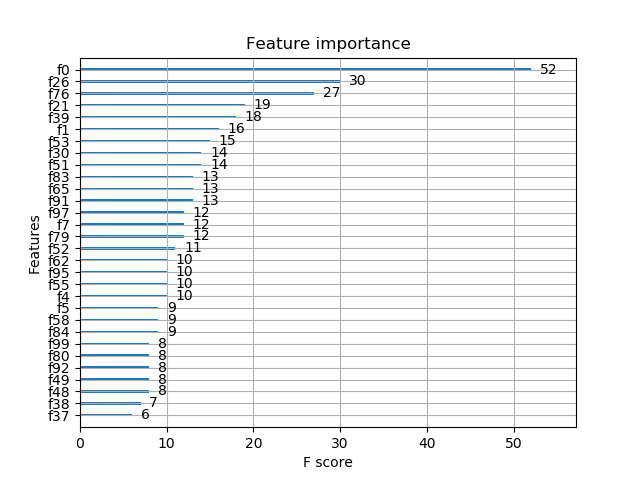 Feature importance
f0 52
f26 30
f76 27
f21 19
f39 18
f1 16
f53 15
f30 14
f51 14
f83 13
f65 13
f91 13
f97 12
f7 12
f79 12
f52 11
f62 10
f95 10
f55 10
f4 10
f5 9
f58 9
f84 9
f99 8
f80 8
f92 8
f49 8
f48 8
f38 7
f37 6
Features
0 10 20 30 40 50
F score